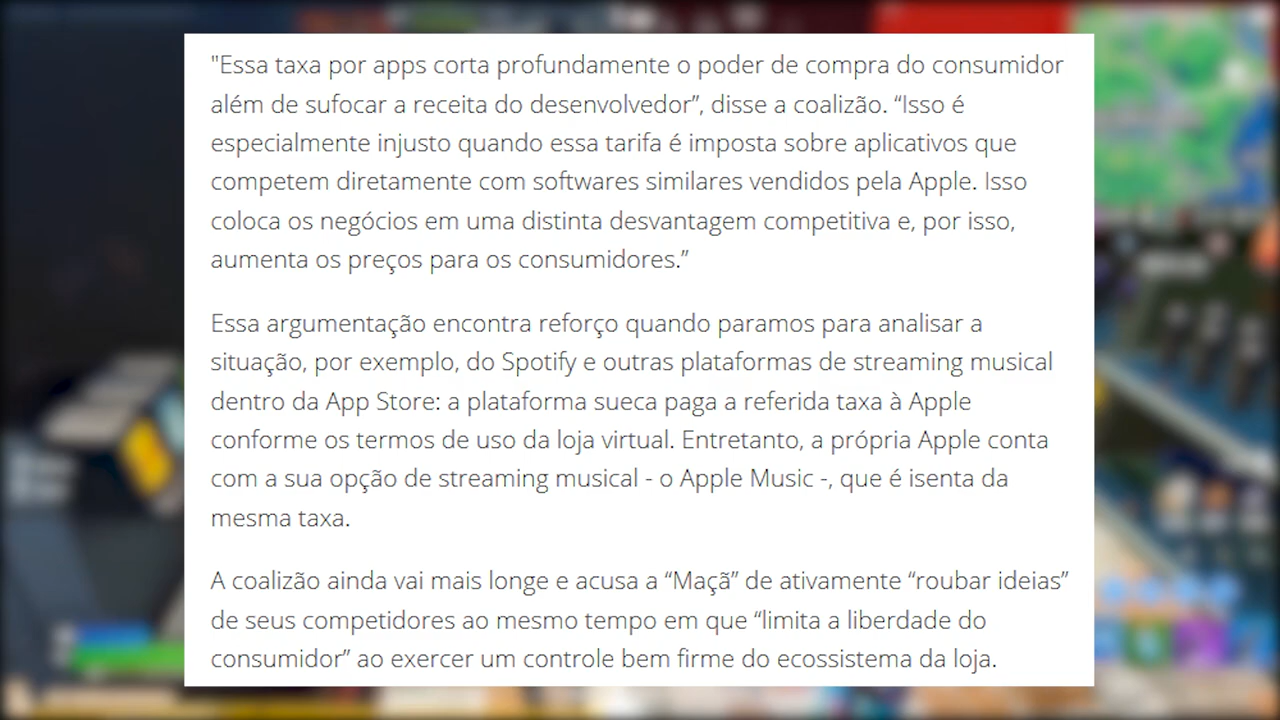 "Essa taxa por apps corta profundamente o poder de compra do consumidor
além de sufocar a receita do desenvolvedor”, disse a coalizão. “Isso é
especialmente injusto quando essa tarifa é imposta sobre aplicativos que
competem diretamente com softwares similares vendidos pela Apple. Isso
coloca os negócios em uma distinta desvantagem competitiva e, por isso,
aumenta os preços para os consumidores.”
Essa argumentação encontra reforço quando paramos para analisar a
situação, por exemplo, do Spotify e outras plataformas de streaming musical
dentro da App Store: a plataforma sueca paga a referida taxa à Apple
conforme os termos de uso da loja virtual. Entretanto, a própria Apple conta
com a sua opção de streaming musical - o Apple Music -, que é isenta da
mesma taxa.
A coalizão ainda vai mais longe e acusa a “Maçã” de ativamente “roubar ideias”
de seus competidores ao mesmo tempo em que “limita a liberdade do
consumidor” ao exercer um controle bem firme do ecossistema da loja.